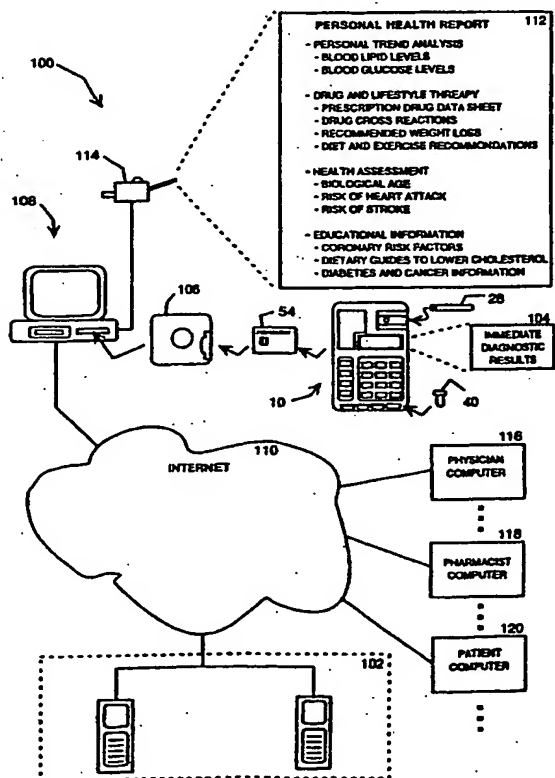 PERSONAL HEALTH REPORT 112
- PERSONAL TREND ANALYSIS
- BLOOD LIPID LEVELS
- BLOOD GLUCOSE LEVELS
- DRUG AND LIFESTYLE THREAPY
- PRESCRIPTION DRUG DATA SHEET
- DRUG CROSS REACTIONS
- RECOMMENDED WEIGHT LOSS
- DIET AND EXERCISE RECOMMONDATIONS
- HEALTH ASSESSMENT
- BIOLOGICAL AGE
- RISK OF HEART ATTACK
- RISK OF STROKE
- EDUCATIONAL INFORMATION
- CORONARY RISK FACTORS
- DIETARY GUIDES TO LOWER CHOLESTEROL
- DIABETIES AND CANCER INFORMATION
100
114
108
106
54
28
104
IMMEDIATE
DIAGNOSTIC
RESULTS
10
40
110
INTERNET
116
PHYSICIAN
COMPUTER
118
PHARMACIST
COMPUTER
120
PATIENT
COMPUTER
102